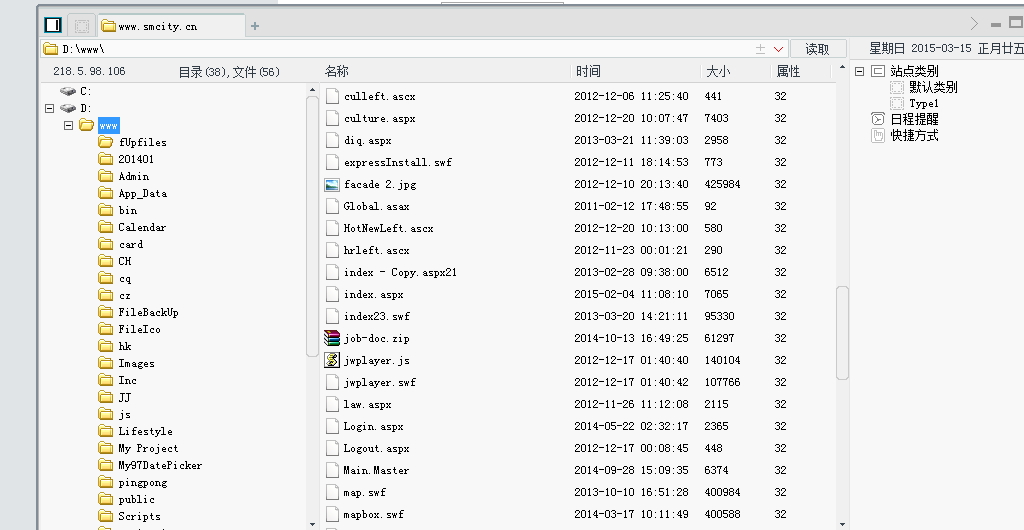 www.smcity.cn
D:\www\
读取
星期日 2015-03-15 正月廿五
218.5.98.106 目录(38),文件(56)
名称 时间 大小 属性
C:
D:
www
fUpfiles
201401
Admin
App_Data
bin
Calendar
card
CH
cq
cz
FileBackUp
FileIco
hk
Images
Inc
JJ
js
Lifestyle
My Project
My97DatePicker
pingpong
public
Scripts
culleft.ascx 2012-12-06 11:25:40 441 32
culture.aspx 2012-12-20 10:07:47 7403 32
diq.aspx 2013-03-21 11:39:03 2958 32
expressInstall.swf 2012-12-11 18:14:53 773 32
facade 2.jpg 2012-12-10 20:13:40 425984 32
Global.asax 2011-02-12 17:48:55 92 32
HotNewLeft.ascx 2012-12-20 10:13:00 580 32
hrleft.ascx 2012-11-23 00:01:21 290 32
index - Copy.aspx21 2013-02-28 09:38:00 6512 32
index.aspx 2015-02-04 11:08:10 7065 32
index23.swf 2013-03-20 14:21:11 95330 32
job-doc.zip 2014-10-13 16:49:25 61297 32
jwplayer.js 2012-12-17 01:40:40 140104 32
jwplayer.swf 2012-12-17 01:40:42 107766 32
law.aspx 2012-11-26 11:12:08 2115 32
Login.aspx 2014-05-22 02:32:17 2365 32
Logout.aspx 2012-12-17 00:08:45 448 32
Main.Master 2014-09-28 15:09:35 6374 32
map.swf 2013-10-10 16:51:28 400984 32
mapbox.swf 2014-03-17 10:11:49 400588 32
站点类别
默认类别
Type1
日程提醒
快捷方式